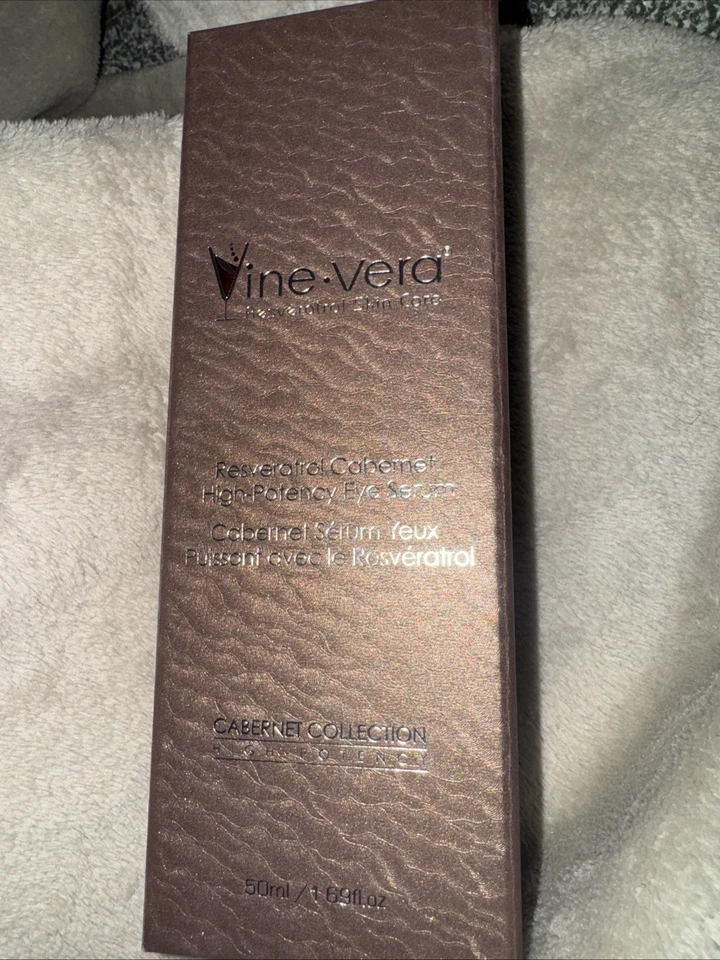 Vine·vera®
Resveratrol Skin Care
Resveratrol Cabernet
High-Potency Eye Serum
Cabernet Sérum Yeux
Puissant avec le Resvératrol
CABERNET COLLECTION
HIGH POTENCY
50ml / 1.69fl.oz